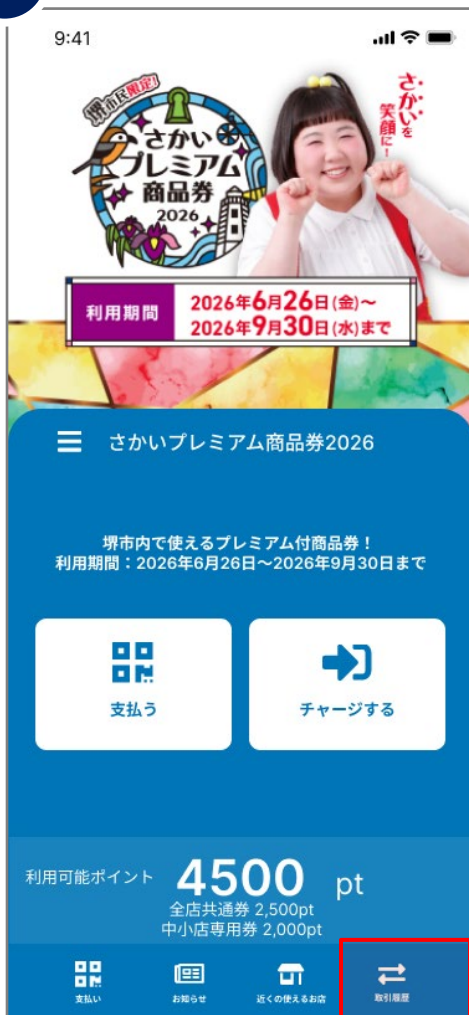 9:41
堺市民限定!
さかい
プレミアム
商品券
2026
さかいを
笑顔に!
利用期間
2026年6月26日(金)~
2026年9月30日(水)まで
さかいプレミアム商品券2026
堺市内で使えるプレミアム付商品券!
利用期間:2026年6月26日~2026年9月30日まで
支払う
チャージする
利用可能ポイント 4500 pt
全店共通券 2,500pt
中小店専用券 2,000pt
支払い
お知らせ
近くの使えるお店
取引履歴